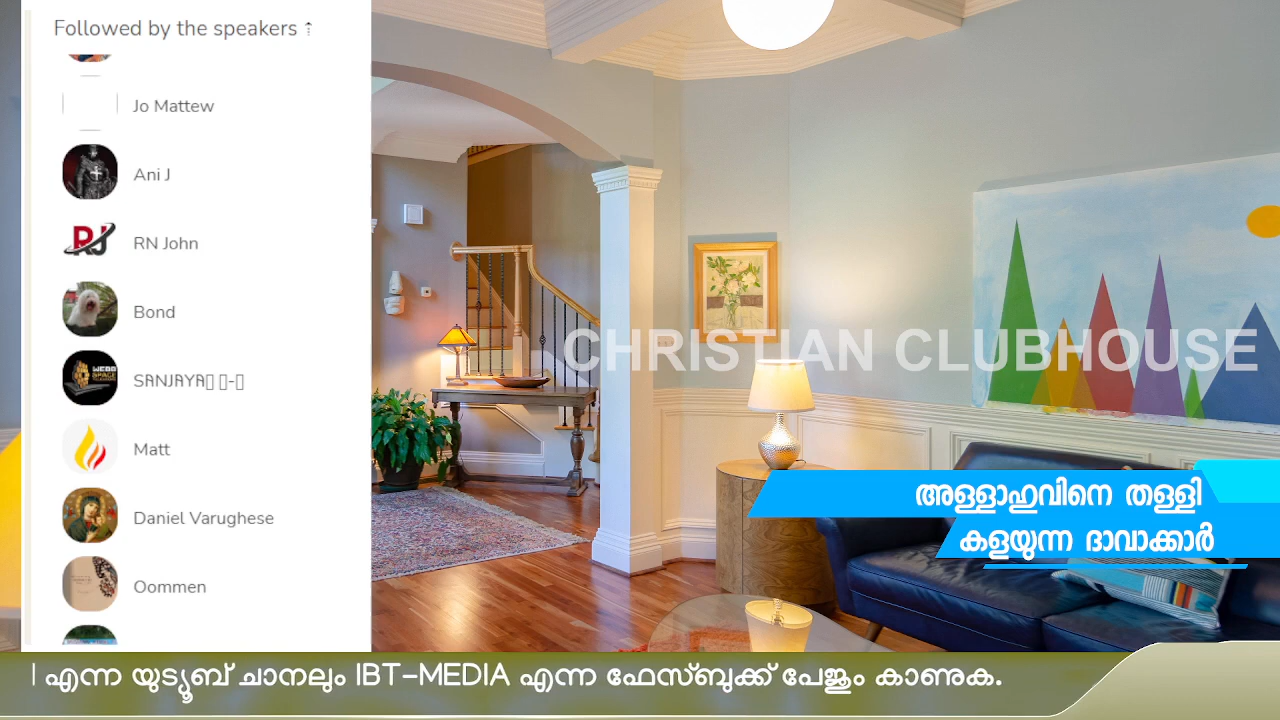 Followed by the speakers ⇡
Jo Mattew
Ani J
RN John
Bond
Matt
Daniel Varughese
Oommen
CHRISTIAN CLUBHOUSE
അള്ളാഹുവിനെ തള്ളി
കളയുന്ന ദാവാക്കാർ
എന്ന യുട്യൂബ് ചാനലും IBT-MEDIA എന്ന ഫേസ്ബുക്ക് പേജും കാണുക.